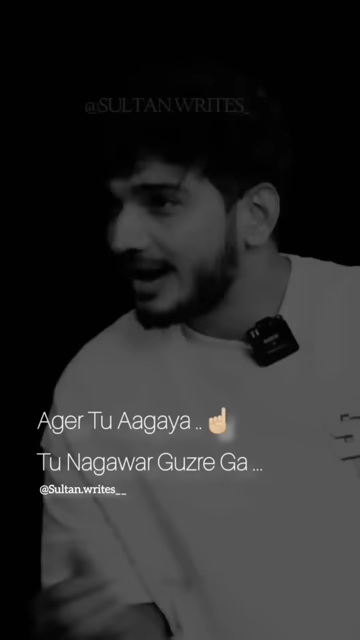 @SULTAN.WRITES_
Ager Tu Aagaya .. ☝🏻
Tu Nagawar Guzre Ga ...
@Sultan.writes__